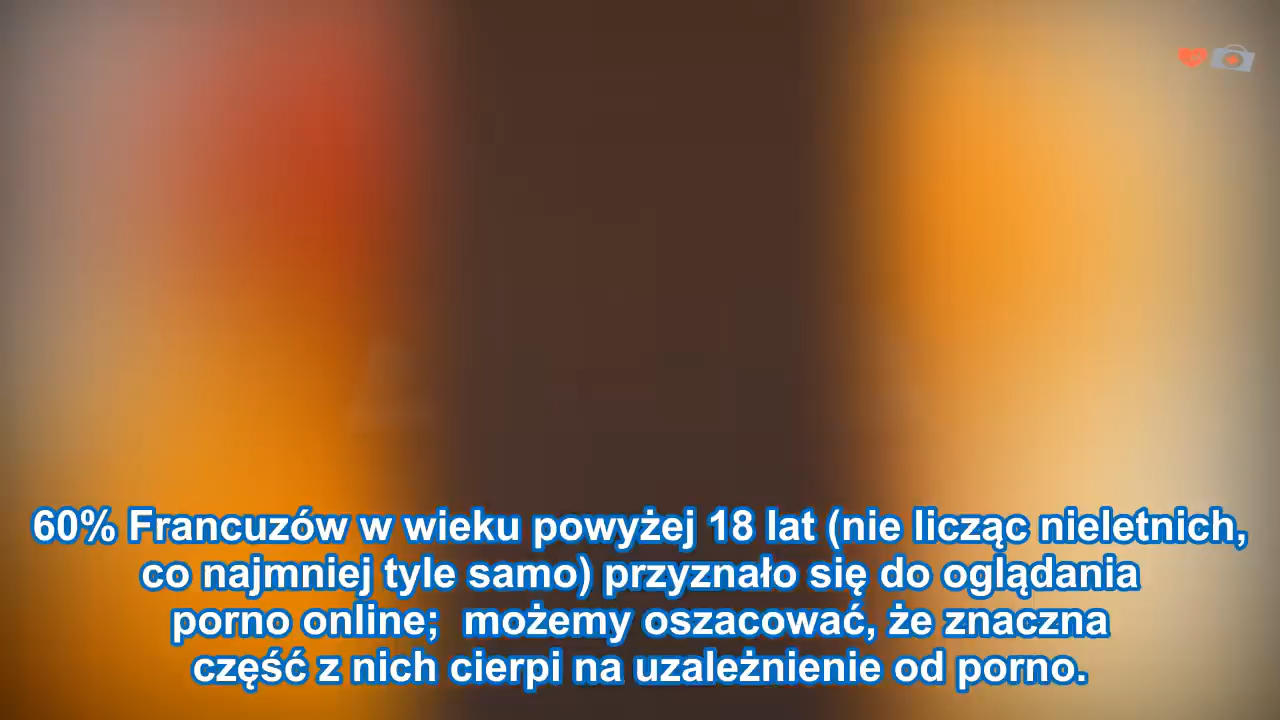 60% Francuzów w wieku powyżej 18 lat (nie licząc nieletnich,
co najmniej tyle samo) przyznało się do oglądania
porno online;  możemy oszacować, że znaczna
część z nich cierpi na uzależnienie od porno.